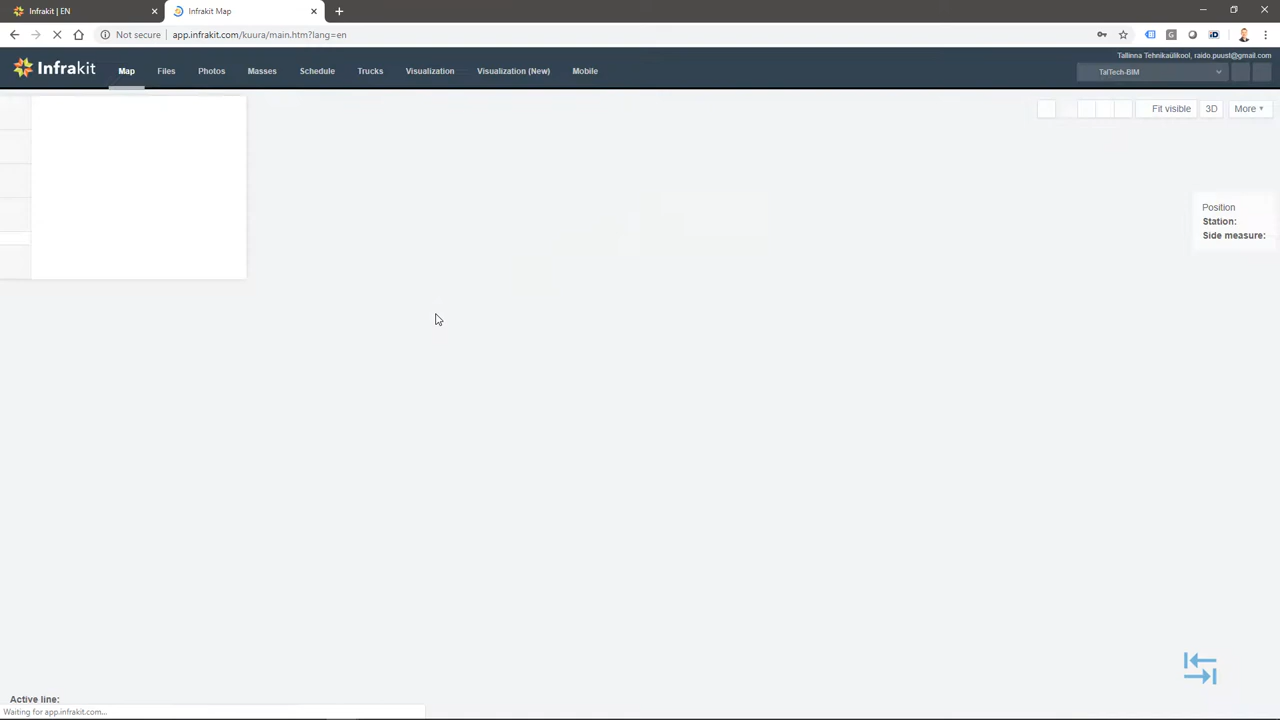 Infrakit | EN
Infrakit Map
Not secure
app.infrakit.com/kuura/main.htm?lang=en
Tallinna Tehnikaülikool, raido.puust@gmail.com
Infrakit
Map
Files
Photos
Masses
Schedule
Trucks
Visualization
Visualization (New)
Mobile
TalTech-BIM
Fit visible
3D
More
Position
Station:
Side measure:
Active line:
Waiting for app.infrakit.com...